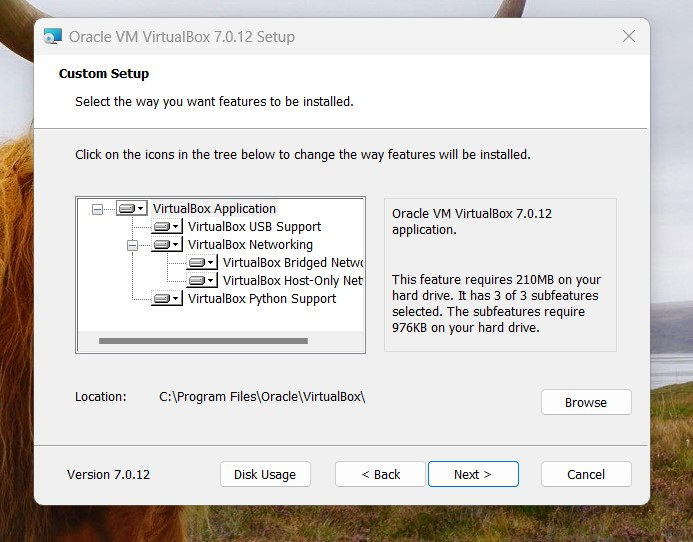 Oracle VM VirtualBox 7.0.12 Setup
Custom Setup
Select the way you want features to be installed.
Click on the icons in the tree below to change the way features will be installed.
VirtualBox Application
VirtualBox USB Support
VirtualBox Networking
VirtualBox Bridged Netwo
VirtualBox Host-Only Net
VirtualBox Python Support
Oracle VM VirtualBox 7.0.12
application.
This feature requires 210MB on your
hard drive. It has 3 of 3 subfeatures
selected. The subfeatures require
976KB on your hard drive.
Location: C:\Program Files\Oracle\VirtualBox\
Browse
Version 7.0.12
Disk Usage
< Back
Next >
Cancel